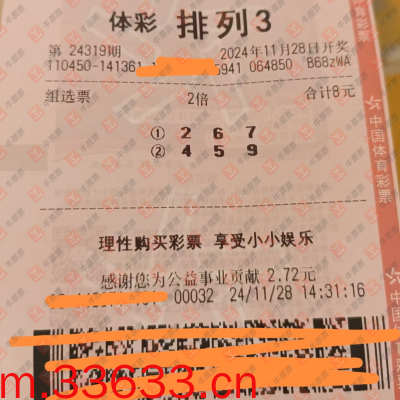 体彩 排列3
第 24319期 2024年11月28日开奖
110450-141361 5941 064850 B68zWA
组选票 2倍 合计8元
① 2 6 7
② 4 5 9
理性购买彩票 享受小小娱乐
感谢您为公益事业贡献 2.72元
00032 24/11/28 14:31:16
m.33633.cn
育彩票
中国体育彩票